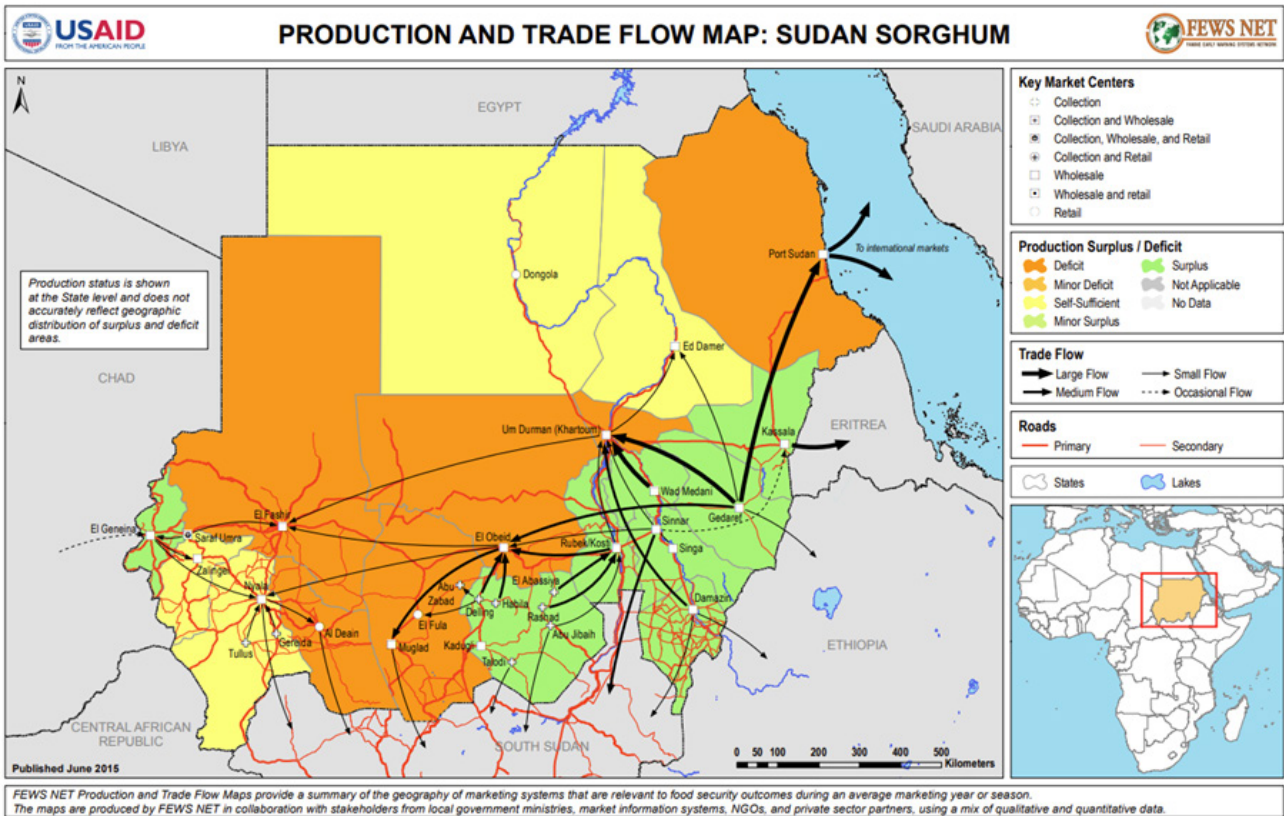 USAID
FROM THE AMERICAN PEOPLE
PRODUCTION AND TRADE FLOW MAP: SUDAN SORGHUM
FEWS NET
FAMINE EARLY WARNING SYSTEMS NETWORK
N
EGYPT
LIBYA
SAUDI ARABIA
Port Sudan
To international markets
Dongola
Production status is shown
at the State level and does not
accurately reflect geographic
distribution of surplus and deficit
areas.
Ed Damer
CHAD
ERITREA
Um Durman (Khartoum)
Kassala
Wad Medani
Gedaref
El Fashir
Sinnar
El Geneina
Saraf Umra
El Obeid
Rubek/Kosti
Singa
Zalingei
El Abassiya
Nyala
Abu
Zabad
Habila
Delling
Rashad
Damazin
El Fula
Abu Jibaih
Al Deain
Gereida
Tullus
Muglad
Kadugli
Talodi
ETHIOPIA
CENTRAL AFRICAN
REPUBLIC
SOUTH SUDAN
0 50 100 200 300 400 500
Kilometers
Published June 2015
Key Market Centers
Collection
Collection and Wholesale
Collection, Wholesale, and Retail
Collection and Retail
Wholesale
Wholesale and retail
Retail
Production Surplus / Deficit
Deficit
Surplus
Minor Deficit
Not Applicable
Self-Sufficient
No Data
Minor Surplus
Trade Flow
Large Flow
Small Flow
Medium Flow
Occasional Flow
Roads
Primary
Secondary
States
Lakes
FEWS NET Production and Trade Flow Maps provide a summary of the geography of marketing systems that are relevant to food security outcomes during an average marketing year or season.
The maps are produced by FEWS NET in collaboration with stakeholders from local government ministries, market information systems, NGOs, and private sector partners, using a mix of qualitative and quantitative data.